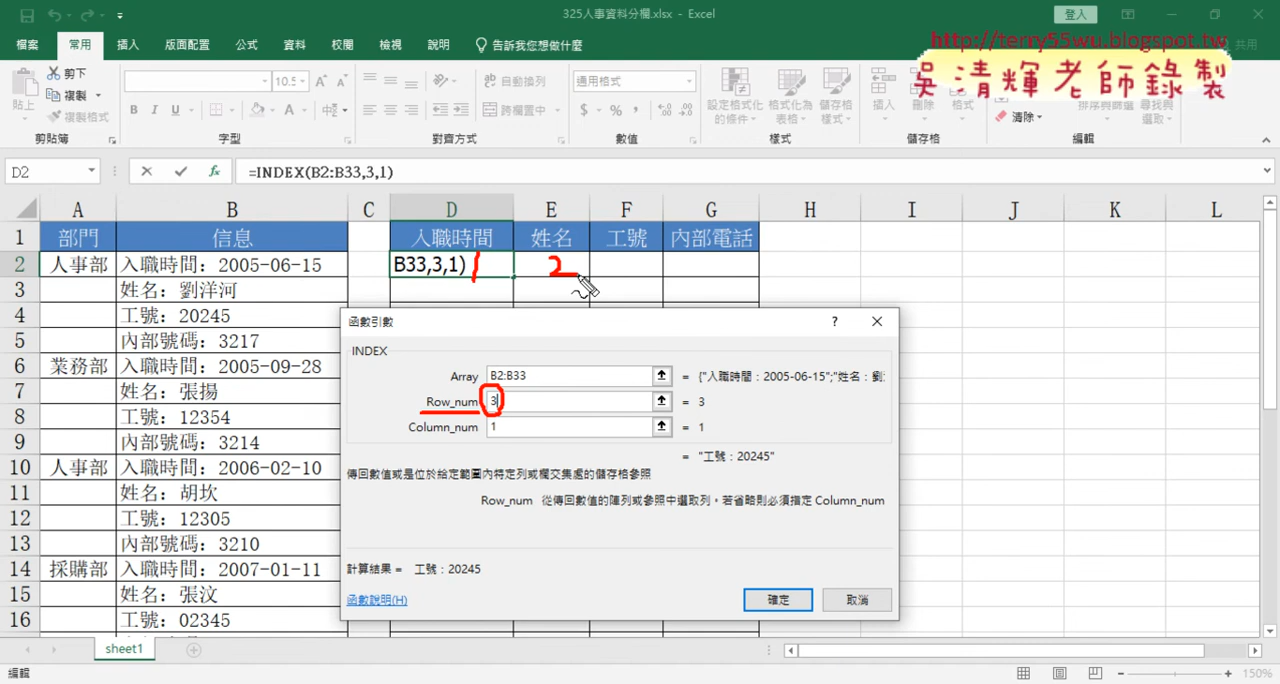 325人事資料分欄.xlsx - Excel
登入
檔案 常用 插入 版面配置 公式 資料 校閱 檢視 說明 告訴我您想做什麼 共用
http://terry55wu.blogspot.tw
吳清輝老師錄製
貼上 剪下 複製 複製格式
10.5 A A
B I U A 中
自動換列
跨欄置中
通用格式
$ % ,
設定格式化的條件 格式化為表格 儲存格樣式
插入 刪除 格式
清除 排序與篩選 尋找與選取
剪貼簿 字型 對齊方式 數值 樣式 儲存格 編輯
D2 fx =INDEX(B2:B33,3,1)
A B C D E F G H I J K L
1 部門 信息 入職時間 姓名 工號 內部電話
2 人事部 入職時間：2005-06-15 B33,3,1) 1 2
3 姓名：劉洋河
4 工號：20245
5 內部號碼：3217
6 業務部 入職時間：2005-09-28
7 姓名：張揚
8 工號：12354
9 內部號碼：3214
10 人事部 入職時間：2006-02-10
11 姓名：胡坎
12 工號：12305
13 內部號碼：3210
14 採購部 入職時間：2007-01-11
15 姓名：張汶
16 工號：02345
函數引數 ?
INDEX
Array B2:B33 = {"入職時間：2005-06-15";"姓名：劉
Row_num 3 = 3
Column_num 1 = 1
= "工號：20245"
傳回數值或是位於給定範圍內特定列或欄交集處的儲存格參照
Row_num 從傳回數值的陣列或參照中選取列。若省略則必須指定 Column_num
計算結果 = 工號：20245
函數說明(H)
確定 取消
sheet1
編輯
150%